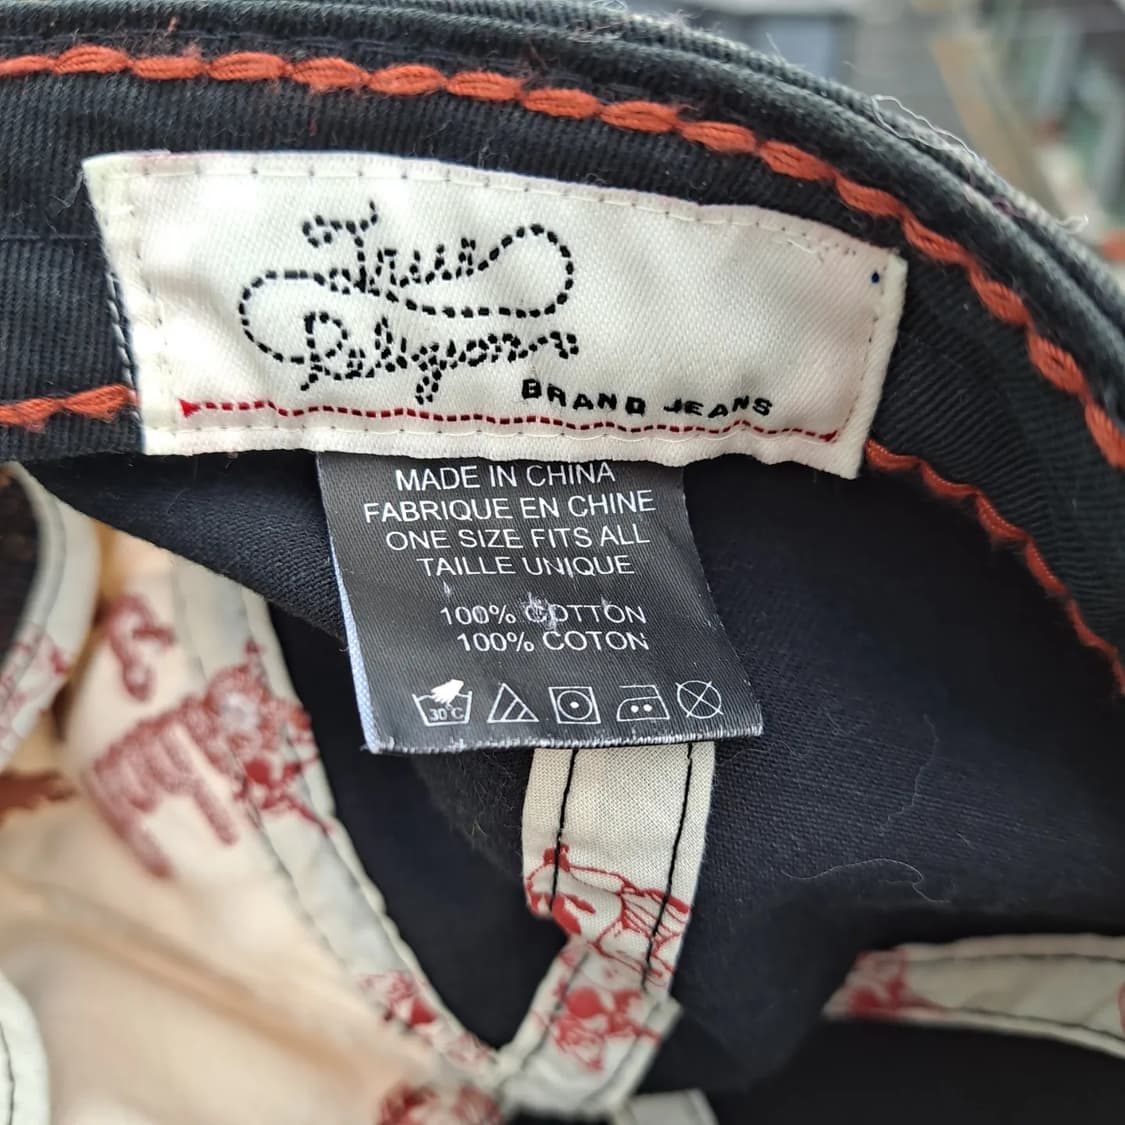 True
Religion
BRAND JEANS
MADE IN CHINA
FABRIQUE EN CHINE
ONE SIZE FITS ALL
TAILLE UNIQUE
100% COTTON
100% COTON
30°C